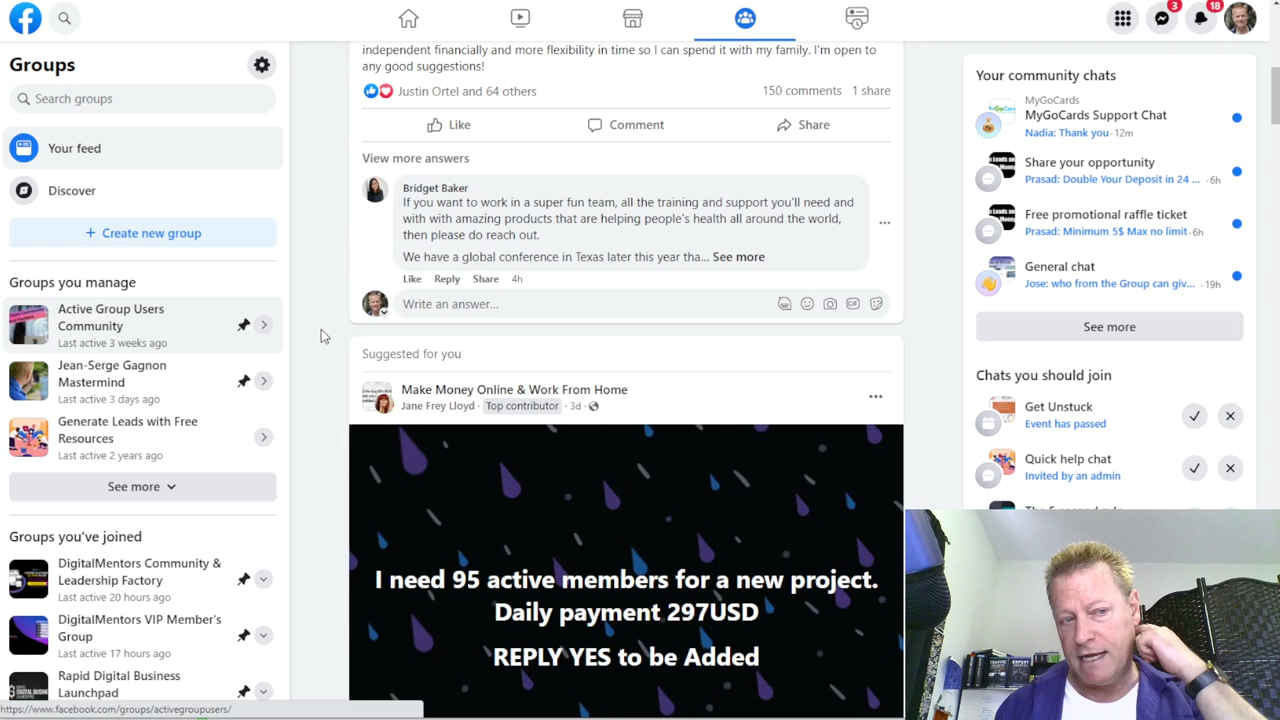 3
18
Groups
Search groups
Your feed
Discover
+ Create new group
Groups you manage
Active Group Users
Community
Last active 3 weeks ago
Jean-Serge Gagnon
Mastermind
Last active 3 days ago
Generate Leads with Free
Resources
Last active 2 years ago
See more
Groups you've joined
DigitalMentors Community &
Leadership Factory
Last active 20 hours ago
DigitalMentors VIP Member's
Group
Last active 17 hours ago
Rapid Digital Business
Launchpad
https://www.facebook.com/groups/activegroupusers/
independent financially and more flexibility in time so I can spend it with my family. I'm open to
any good suggestions!
Justin Ortel and 64 others
150 comments 1 share
Like Comment Share
View more answers
Bridget Baker
If you want to work in a super fun team, all the training and support you'll need and
with with amazing products that are helping people's health all around the world,
then please do reach out.
We have a global conference in Texas later this year tha... See more
Like Reply Share 4h
Write an answer...
GIF
Suggested for you
Make Money Online & Work From Home
Jane Frey Lloyd · Top contributor · 3d ·
I need 95 active members for a new project.
Daily payment 297USD
REPLY YES to be Added
Your community chats
MyGoCards
MyGoCards Support Chat
Nadia: Thank you · 12m
Share your opportunity
Prasad: Double Your Deposit in 24 ... · 6h
Free promotional raffle ticket
Prasad: Minimum 5$ Max no limit · 6h
General chat
Jose: who from the Group can giv... · 19h
See more
Chats you should join
Get Unstuck
Event has passed
Quick help chat
Invited by an admin
TRAFFIC
EXPERT